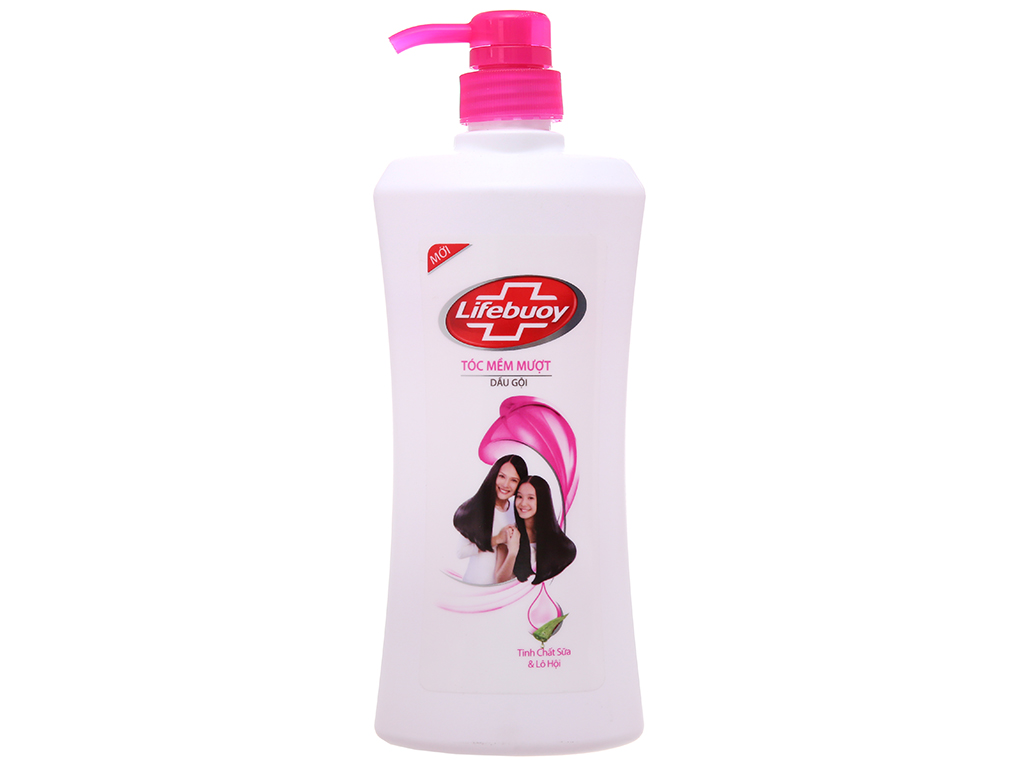 MỚI
Lifebuoy
TÓC MỀM MƯỢT
DẦU GỘI
Tinh Chất Sữa
& Lô Hội